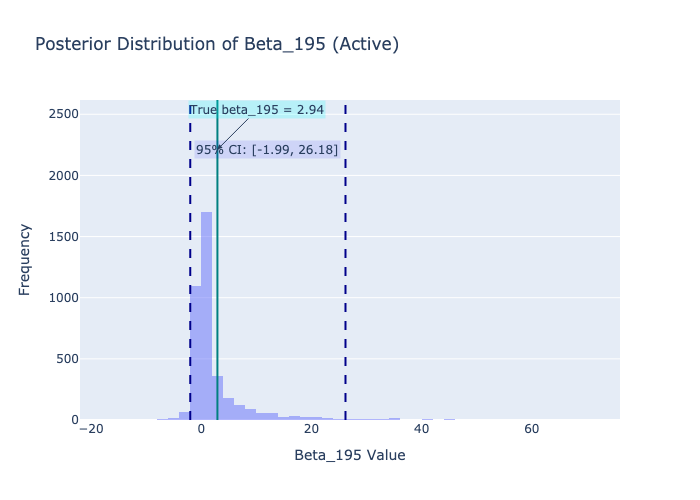 Posterior Distribution of Beta_195 (Active)
True beta_195 = 2.94
95% CI: [-1.99, 26.18]
Frequency
2500
2000
1500
1000
500
0
−20
0
20
40
60
Beta_195 Value